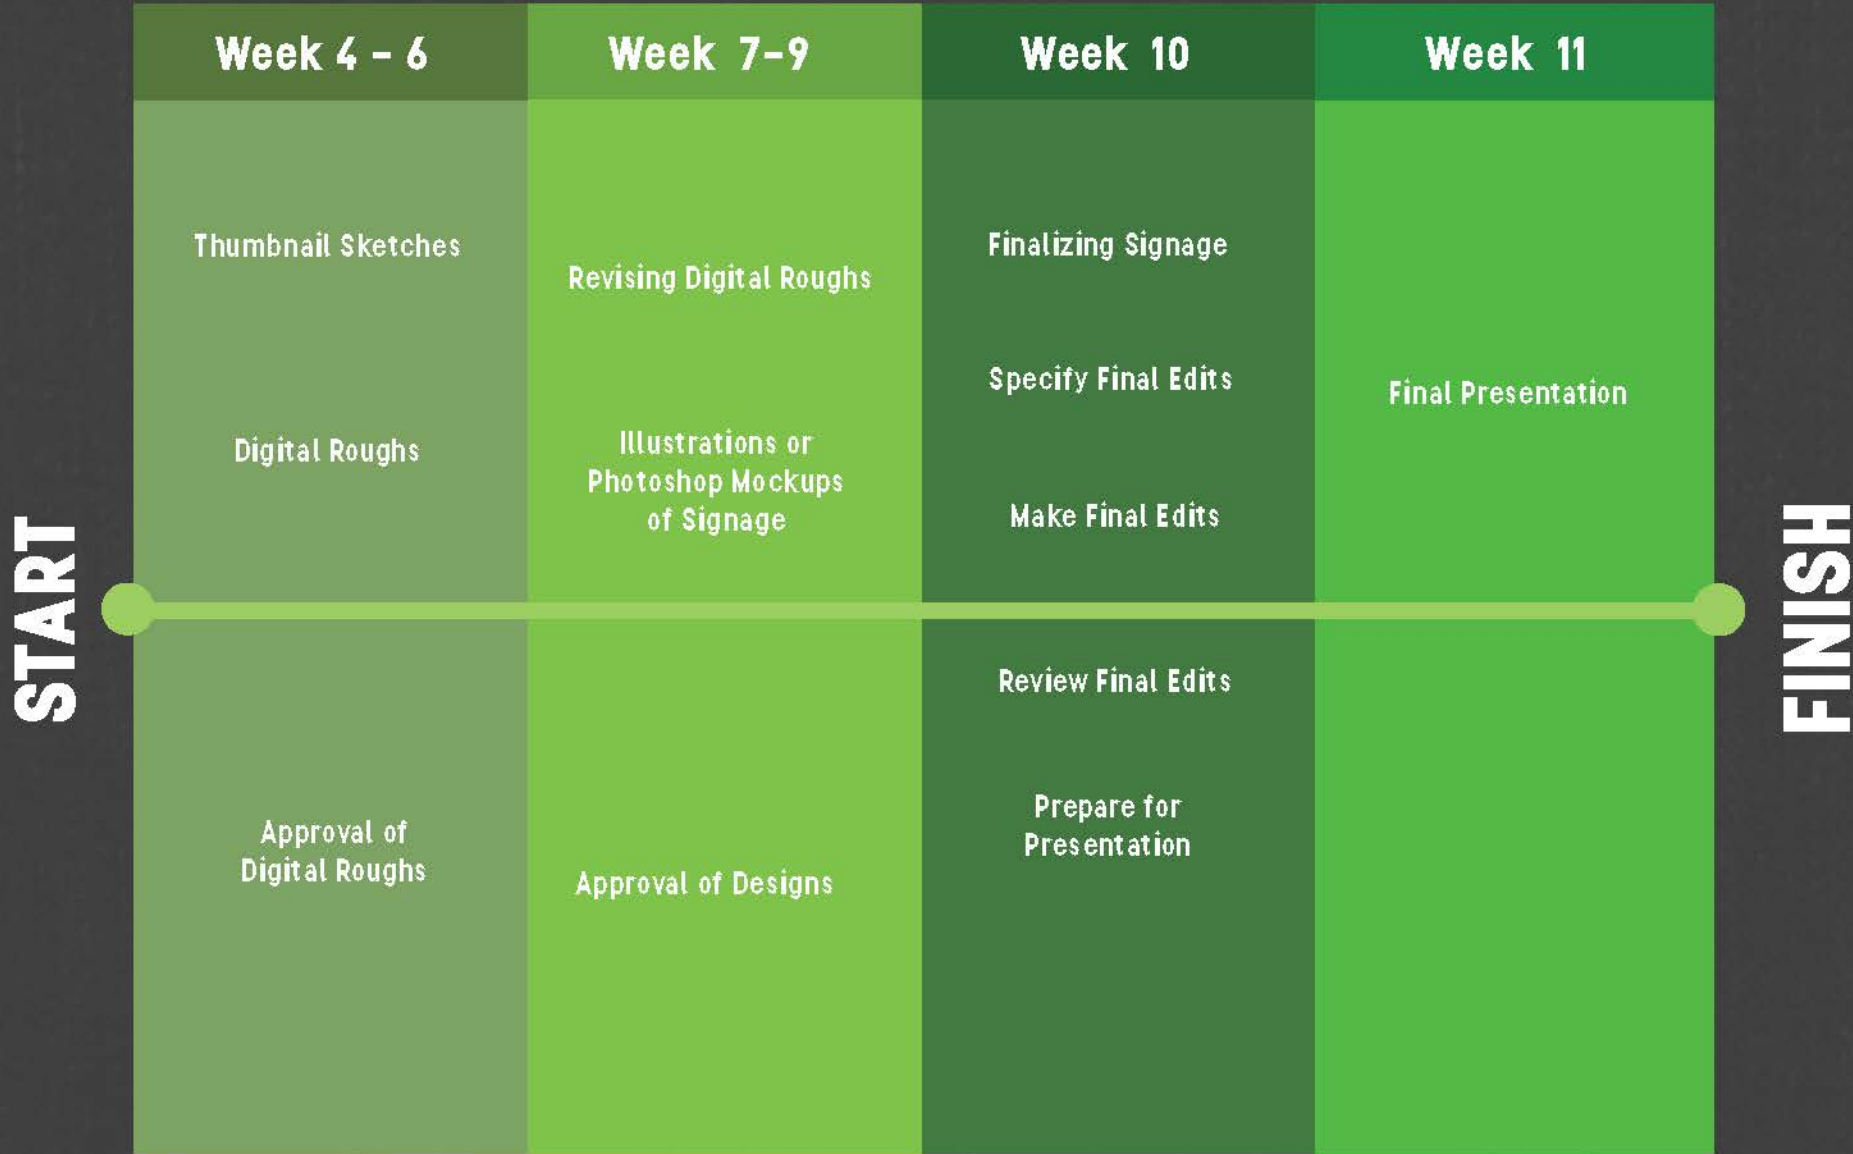 START
Week 4 - 6
Thumbnail Sketches
Digital Roughs
Approval of
Digital Roughs
Week 7-9
Revising Digital Roughs
Illustrations or
Photoshop Mockups
of Signage
Approval of Designs
Week 10
Finalizing Signage
Specify Final Edits
Make Final Edits
Review Final Edits
Prepare for
Presentation
Week 11
Final Presentation
FINISH